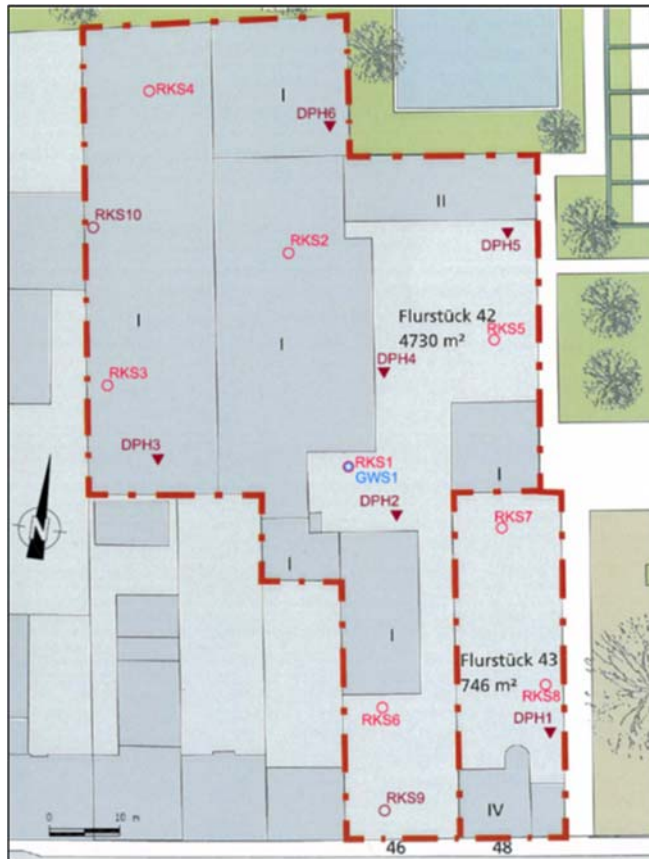 RKS4
I
DPH6
II
RKS10
RKS2
DPH5
Flurstück 42
4730 m²
RKS5
I
I
DPH4
RKS3
DPH3
RKS1
GWS1
I
DPH2
RKS7
N
I
I
Flurstück 43
746 m²
RKS8
RKS6
DPH1
RKS9
IV
0 10 m
46
48